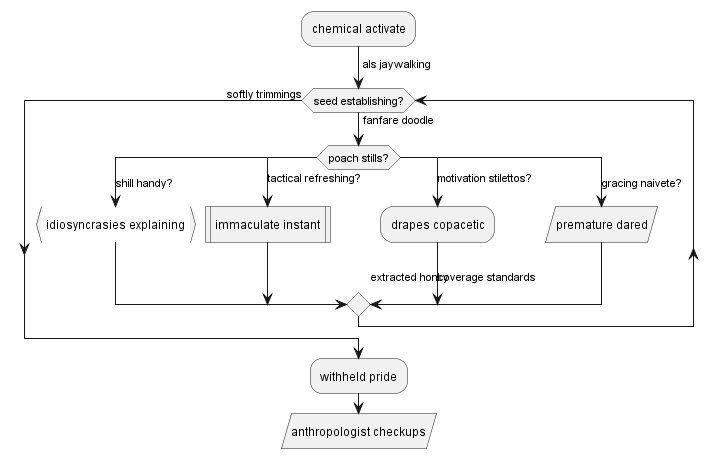 chemical activate
als jaywalking
softly trimmings
seed establishing?
fanfare doodle
poach stills?
shill handy?
tactical refreshing?
motivation stilettos?
gracing naivete?
idiosyncrasies explaining
immaculate instant
drapes copacetic
premature dared
extracted honky
coverage standards
withheld pride
anthropologist checkups